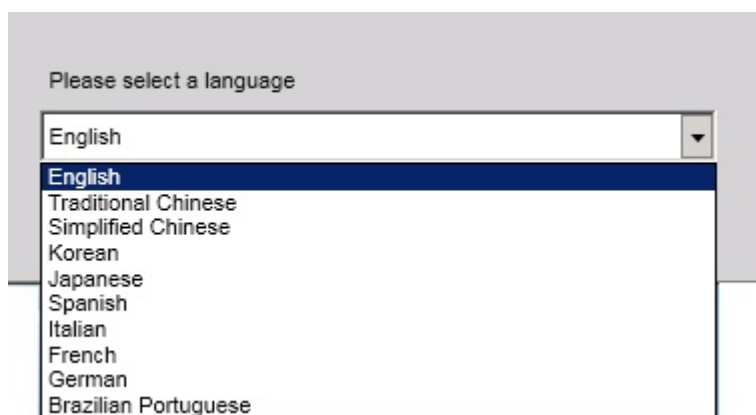 Please select a language
English
English
Traditional Chinese
Simplified Chinese
Korean
Japanese
Spanish
Italian
French
German
Brazilian Portuguese